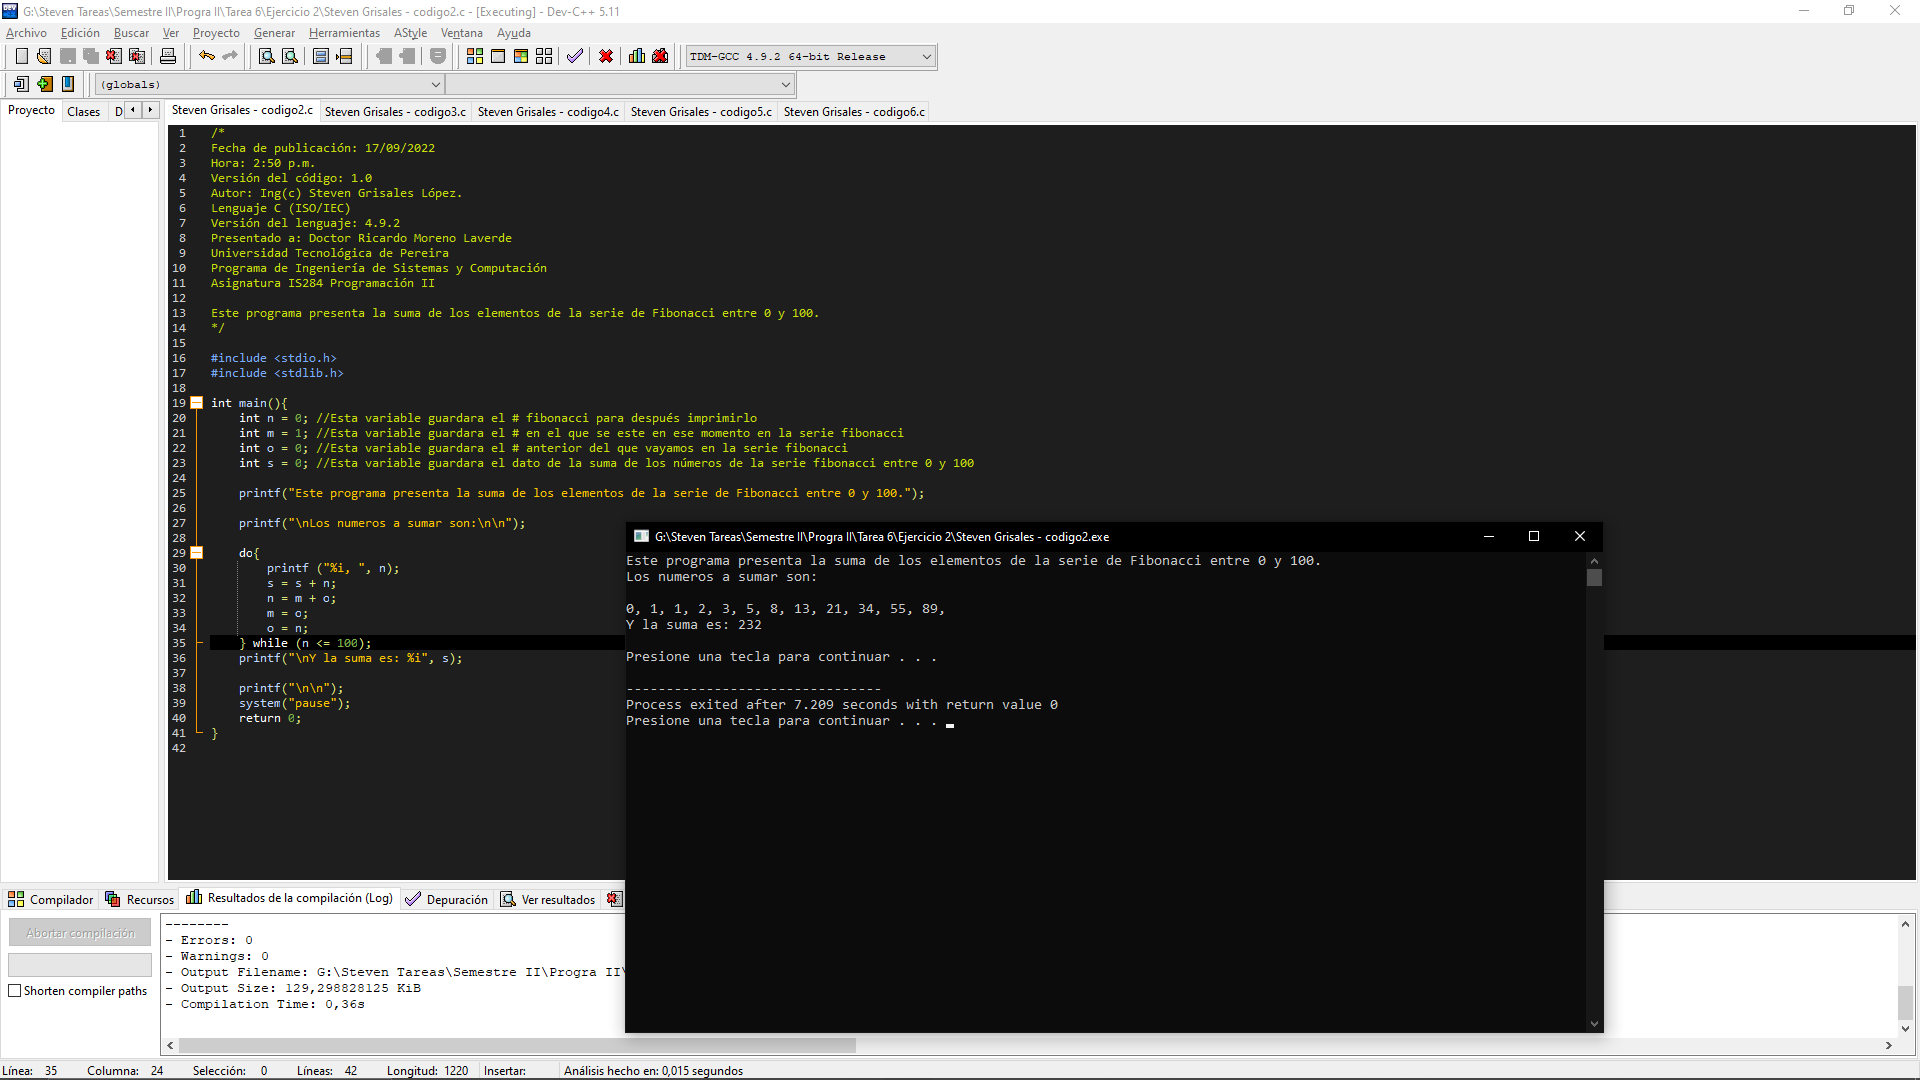 G:\Steven Tareas\Semestre II\Progra II\Tarea 6\Ejercicio 2\Steven Grisales - codigo2.c - [Executing] - Dev-C++ 5.11
Archivo Edición Buscar Ver Proyecto Generar Herramientas AStyle Ventana Ayuda
TDM-GCC 4.9.2 64-bit Release
(globals)
Proyecto Clases D
Steven Grisales - codigo2.c Steven Grisales - codigo3.c Steven Grisales - codigo4.c Steven Grisales - codigo5.c Steven Grisales - codigo6.c
1 /*
2 Fecha de publicación: 17/09/2022
3 Hora: 2:50 p.m.
4 Versión del código: 1.0
5 Autor: Ing(c) Steven Grisales López.
6 Lenguaje C (ISO/IEC)
7 Versión del lenguaje: 4.9.2
8 Presentado a: Doctor Ricardo Moreno Laverde
9 Universidad Tecnológica de Pereira
10 Programa de Ingeniería de Sistemas y Computación
11 Asignatura IS284 Programación II
12
13 Este programa presenta la suma de los elementos de la serie de Fibonacci entre 0 y 100.
14 */
15
16 #include <stdio.h>
17 #include <stdlib.h>
18
19 int main(){
20 int n = 0; //Esta variable guardara el # fibonacci para después imprimirlo
21 int m = 1; //Esta variable guardara el # en el que se este en ese momento en la serie fibonacci
22 int o = 0; //Esta variable guardara el # anterior del que vayamos en la serie fibonacci
23 int s = 0; //Esta variable guardara el dato de la suma de los números de la serie fibonacci entre 0 y 100
24
25 printf("Este programa presenta la suma de los elementos de la serie de Fibonacci entre 0 y 100.");
26
27 printf("\nLos numeros a sumar son:\n\n");
28
29 do{
30 printf ("%i, ", n);
31 s = s + n;
32 n = m + o;
33 m = o;
34 o = n;
35 } while (n <= 100);
36 printf("\nY la suma es: %i", s);
37
38 printf("\n\n");
39 system("pause");
40 return 0;
41 }
42
G:\Steven Tareas\Semestre II\Progra II\Tarea 6\Ejercicio 2\Steven Grisales - codigo2.exe
Este programa presenta la suma de los elementos de la serie de Fibonacci entre 0 y 100.
Los numeros a sumar son:
0, 1, 1, 2, 3, 5, 8, 13, 21, 34, 55, 89,
Y la suma es: 232
Presione una tecla para continuar . . .
--------------------------------
Process exited after 7.209 seconds with return value 0
Presione una tecla para continuar . . .
Compilador Recursos Resultados de la compilación (Log) Depuración Ver resultados
Abortar compilación
Shorten compiler paths
--------
- Errors: 0
- Warnings: 0
- Output Filename: G:\Steven Tareas\Semestre II\Progra II\
- Output Size: 129,298828125 KiB
- Compilation Time: 0,36s
Línea: 35 Columna: 24 Selección: 0 Líneas: 42 Longitud: 1220 Insertar: Análisis hecho en: 0,015 segundos